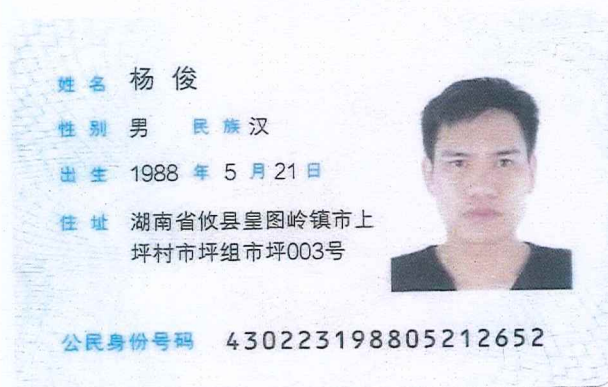 姓名 杨俊
性别 男 民族 汉
出生 1988 年 5 月 21 日
住址 湖南省攸县皇图岭镇市上
坪村市坪组市坪003号
公民身份号码 430223198805212652